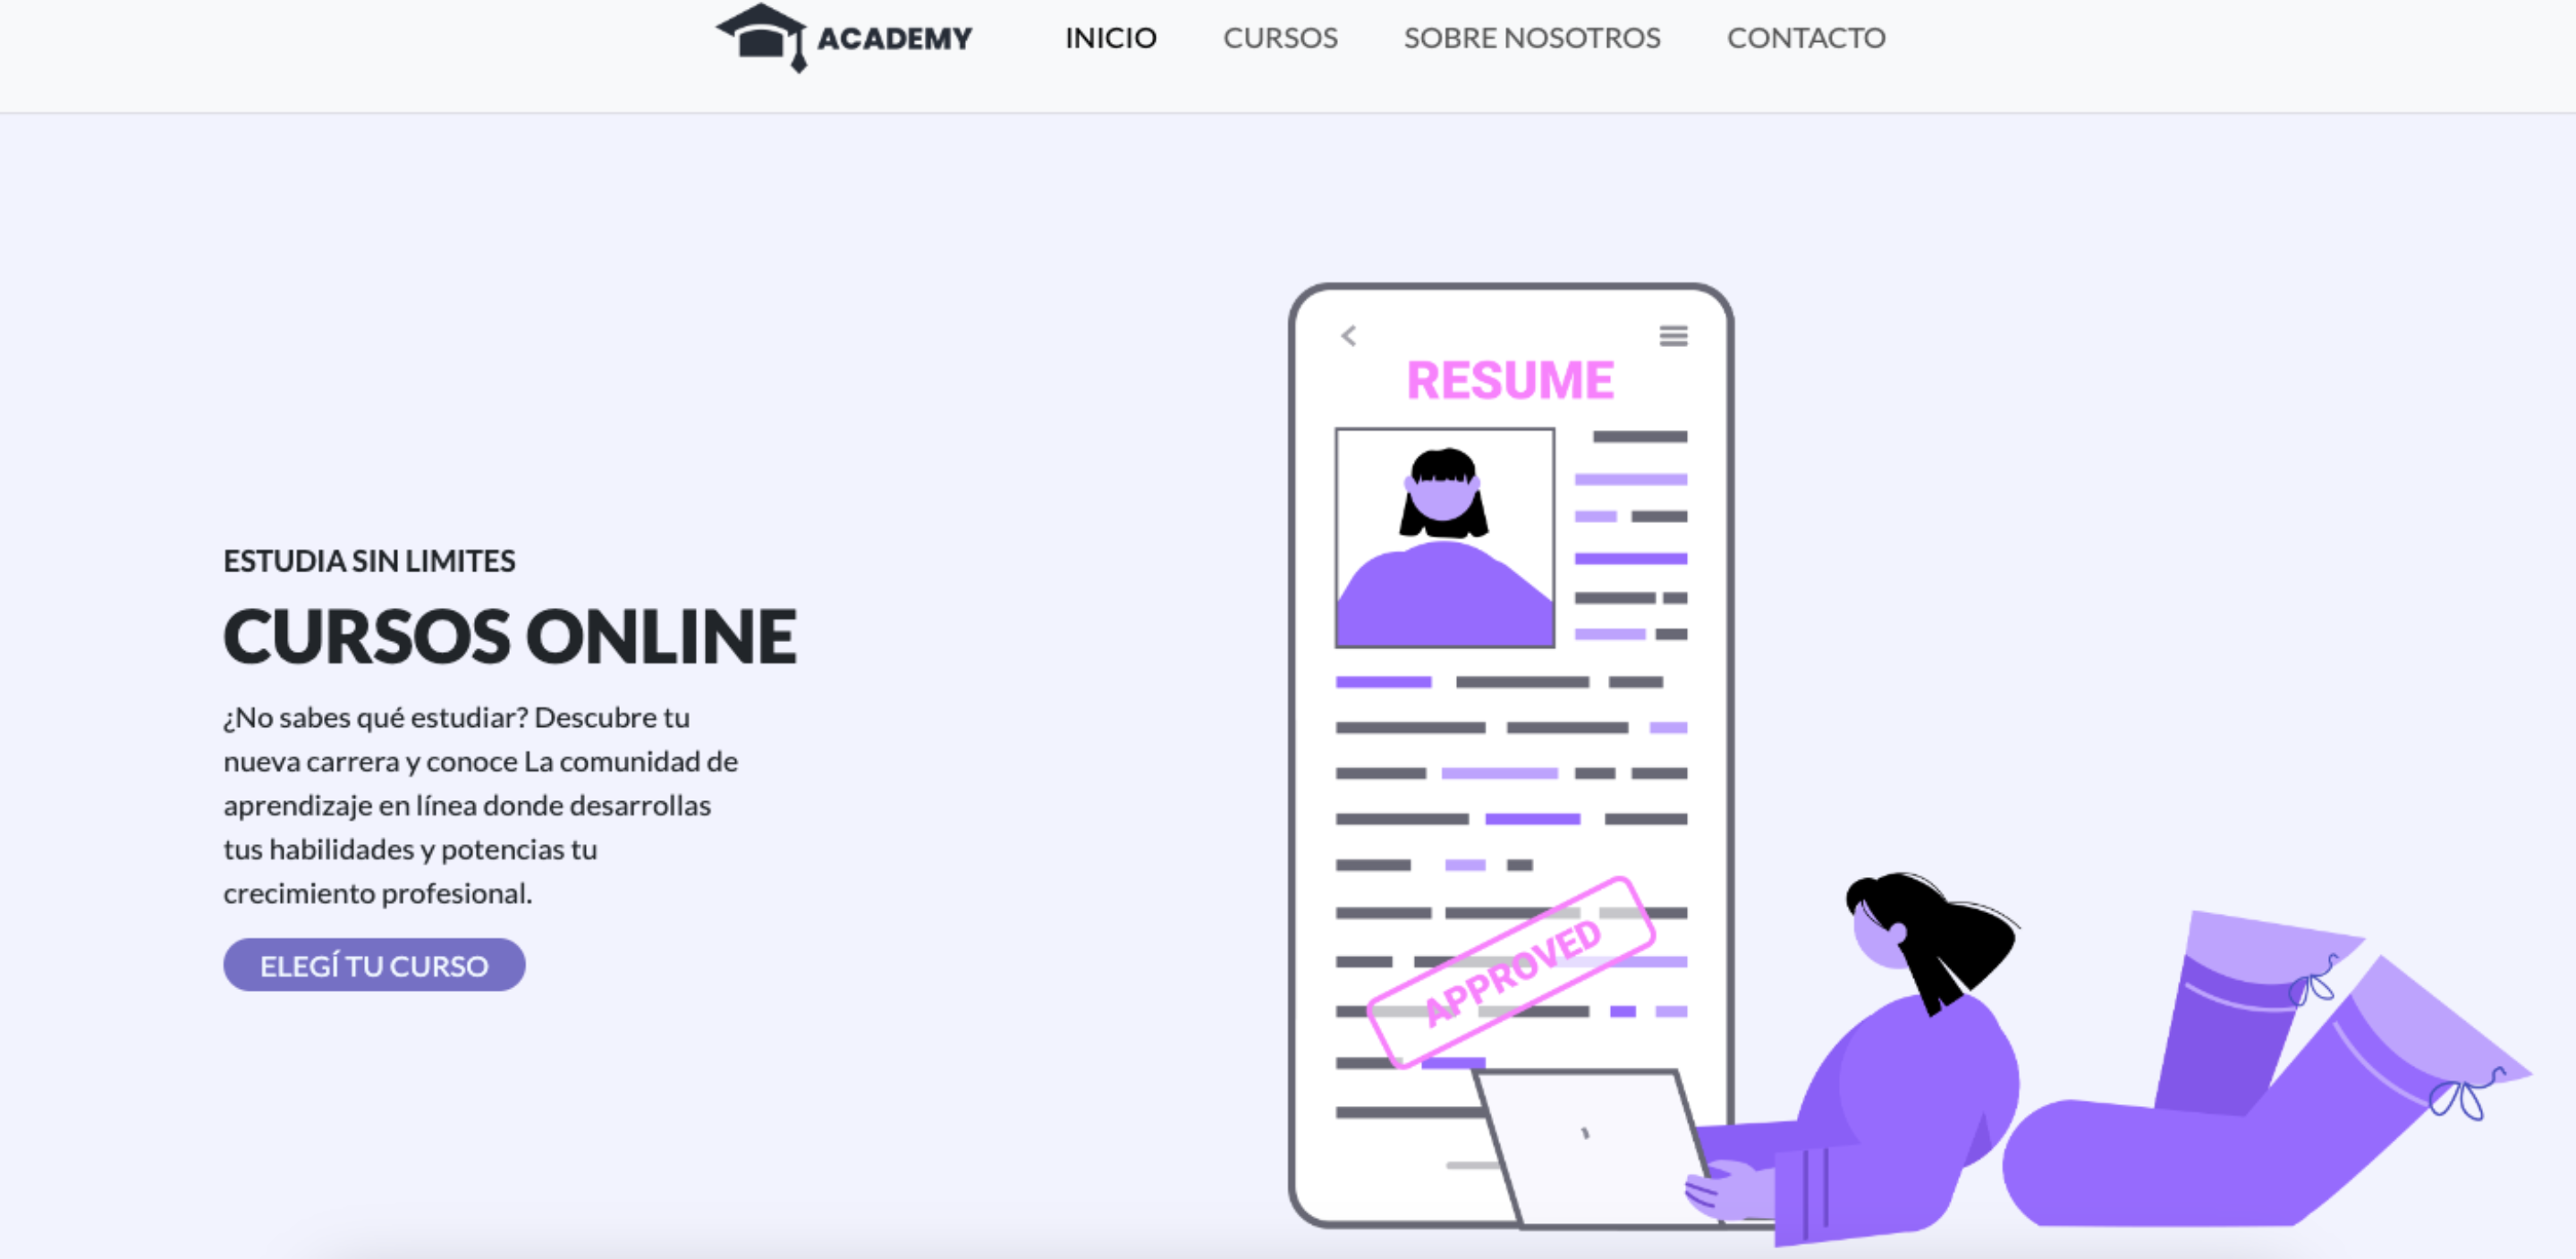 ACADEMY
INICIO
CURSOS
SOBRE NOSOTROS
CONTACTO
ESTUDIA SIN LIMITES
CURSOS ONLINE
¿No sabes qué estudiar? Descubre tu
nueva carrera y conoce La comunidad de
aprendizaje en línea donde desarrollas
tus habilidades y potencias tu
crecimiento profesional.
ELEGÍ TU CURSO
RESUME
APPROVED